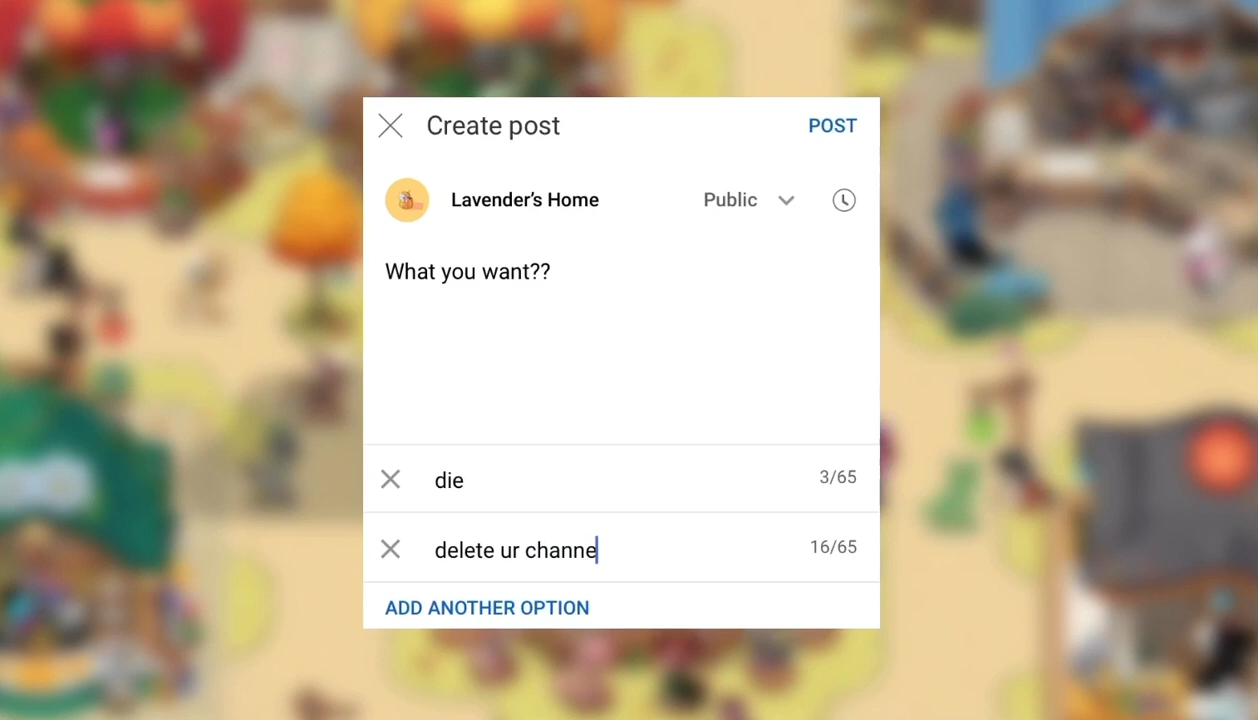 Create post
POST
Lavender's Home
Public
What you want??
die
3/65
delete ur channe
16/65
ADD ANOTHER OPTION